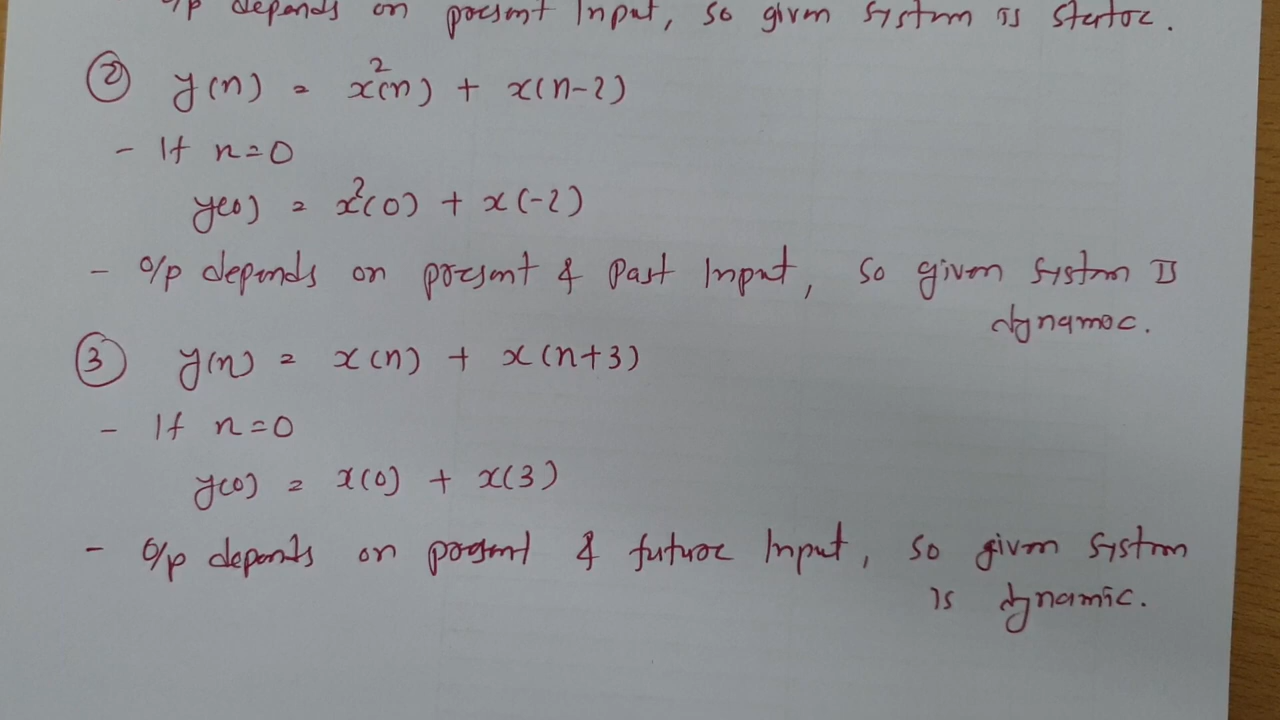 o/p depends on present Input, so given system is static.
② y(n) = x²(n) + x(n-2)
- If n=0
y(0) = x²(0) + x(-2)
- o/p depends on present & Past Input, so given system is
dynamic.
③ y(n) = x(n) + x(n+3)
- If n=0
y(0) = x(0) + x(3)
- o/p depends on present & future Input, so given system
is dynamic.